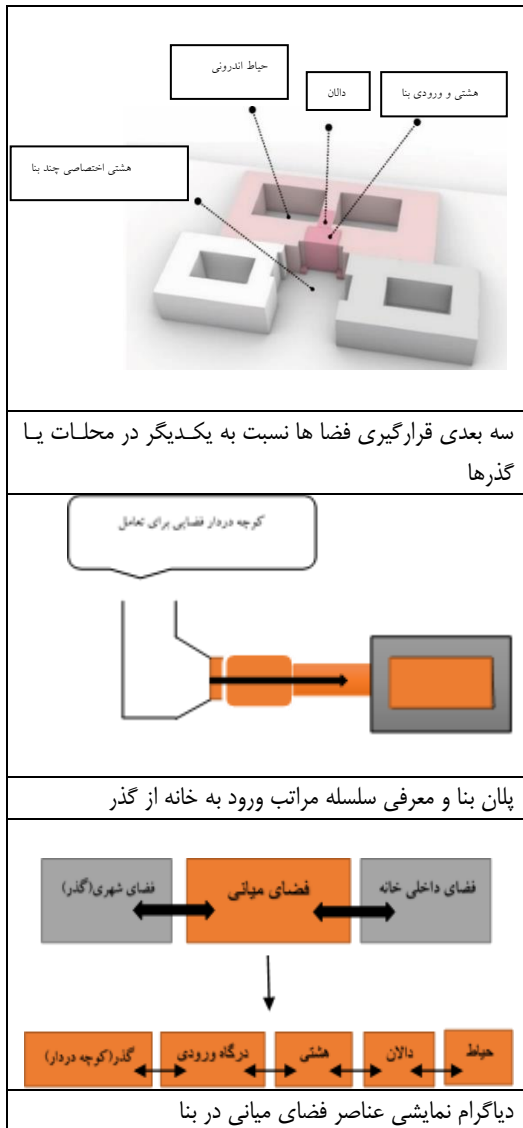 حیاط اندرونی
دالان
هشتی و ورودی بنا
هشتی اختصاصی چند بنا
سه بعدی قرارگیری فضا ها نسبت به یکدیگر در محلات یا
گذرها
کوچه دردار فضایی برای تعامل
پلان بنا و معرفی سلسله مراتب ورود به خانه از گذر
فضای داخلی خانه
فضای میانی
فضای شهری(گذر)
حیاط
دالان
هشتی
درگاه ورودی
گذر(کوچه دردار)
دیاگرام نمایشی عناصر فضای میانی در بنا